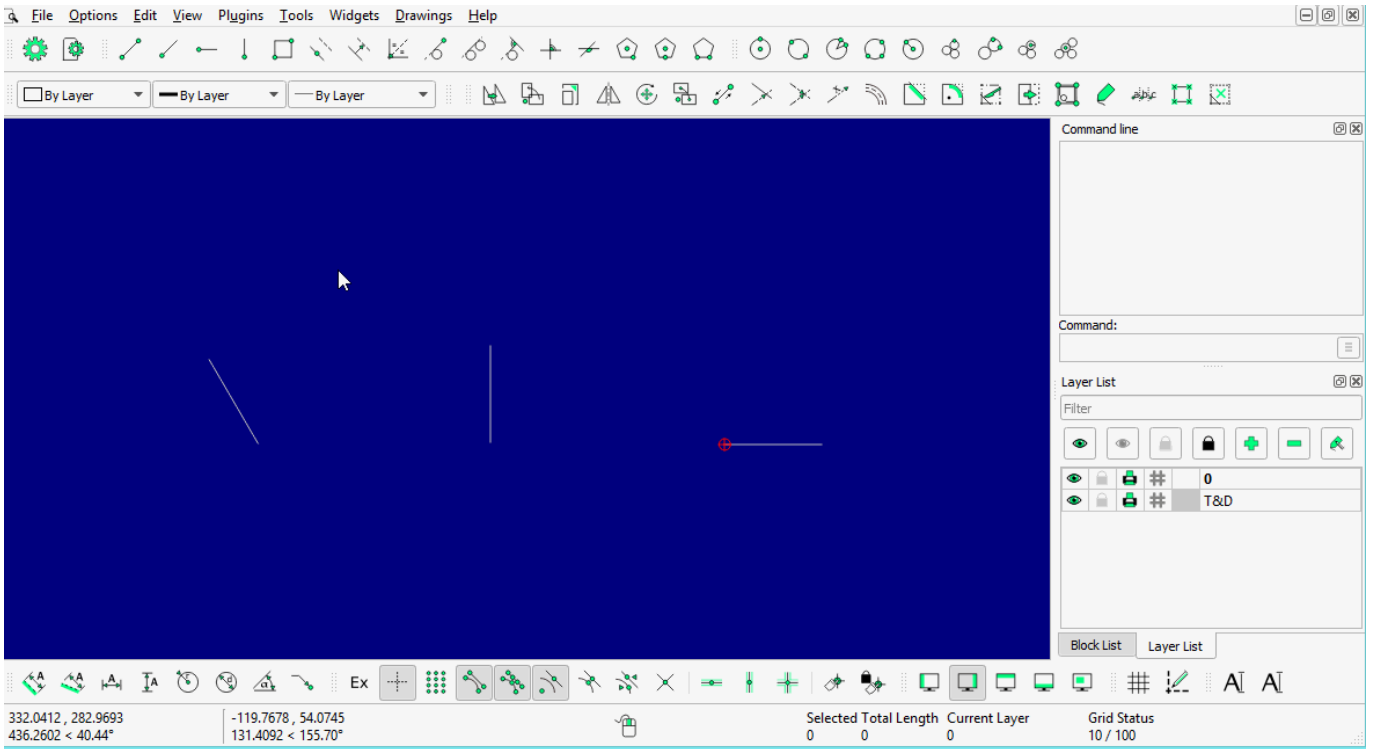 File Options Edit View Plugins Tools Widgets Drawings Help
By Layer By Layer By Layer
Command line
Command:
Layer List
Filter
0
T&D
Block List Layer List
A A A A Ex AI AI
332.0412 , 282.9693 -119.7678 , 54.0745 Selected Total Length Current Layer Grid Status
436.2602 < 40.44° 131.4092 < 155.70° 0 0 0 10 / 100